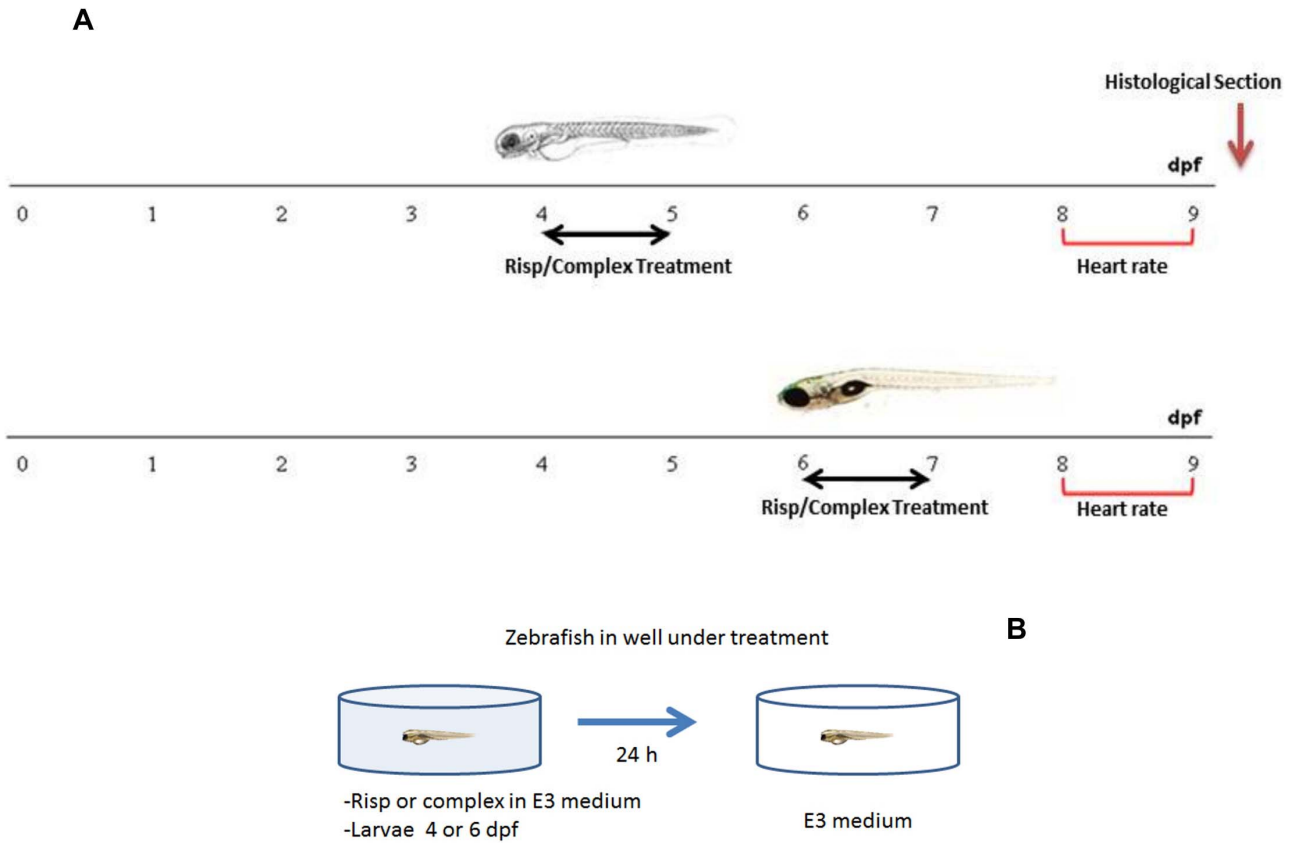 A
Histological Section
dpf
0 1 2 3 4 5 6 7 8 9
Risp/Complex Treatment
Heart rate
dpf
0 1 2 3 4 5 6 7 8 9
Risp/Complex Treatment
Heart rate
Zebrafish in well under treatment
B
24 h
-Risp or complex in E3 medium
-Larvae 4 or 6 dpf
E3 medium